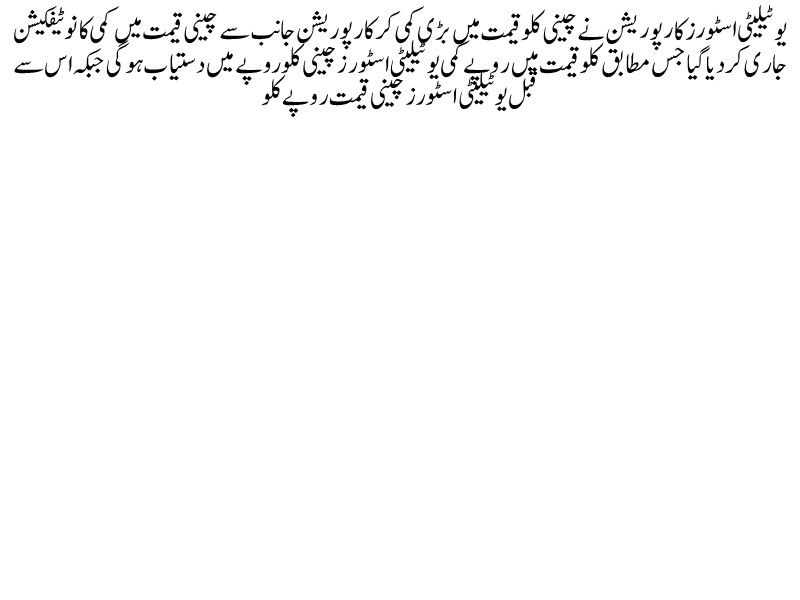 یوٹیلیٹی اسٹورز کارپوریشن نے چینی کلو قیمت میں بڑی کمی کر کارپوریشن جانب سے چینی قیمت میں کمی کا نوٹیفکیشن
جاری کر دیا گیا جس مطابق کلو قیمت میں روپے کمی یوٹیلیٹی اسٹورز چینی کلو روپے میں دستیاب ہو گی جبکہ اس سے
قبل یوٹیلیٹی اسٹورز چینی قیمت روپے کلو